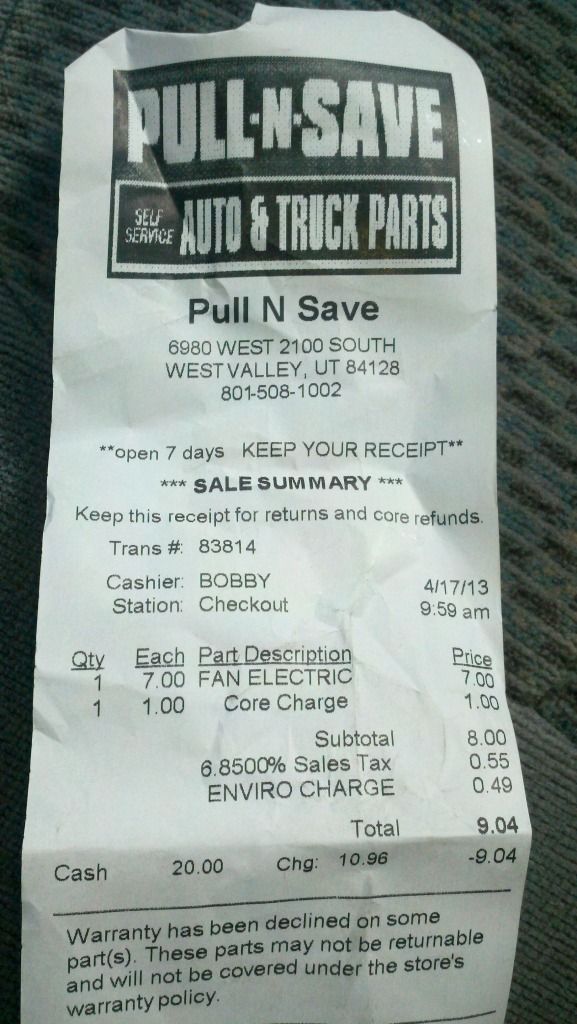 PULL-N-SAVE
SELF SERVICE AUTO & TRUCK PARTS
Pull N Save
6980 WEST 2100 SOUTH
WEST VALLEY, UT 84128
801-508-1002
**open 7 days KEEP YOUR RECEIPT**
*** SALE SUMMARY ***
Keep this receipt for returns and core refunds.
Trans #: 83814
Cashier: BOBBY 4/17/13
Station: Checkout 9:59 am
Qty Each Part Description Price
1 7.00 FAN ELECTRIC 7.00
1 1.00 Core Charge 1.00
Subtotal 8.00
6.8500% Sales Tax 0.55
ENVIRO CHARGE 0.49
Total 9.04
Cash 20.00 Chg: 10.96 -9.04
Warranty has been declined on some
part(s). These parts may not be returnable
and will not be covered under the store's
warranty policy.